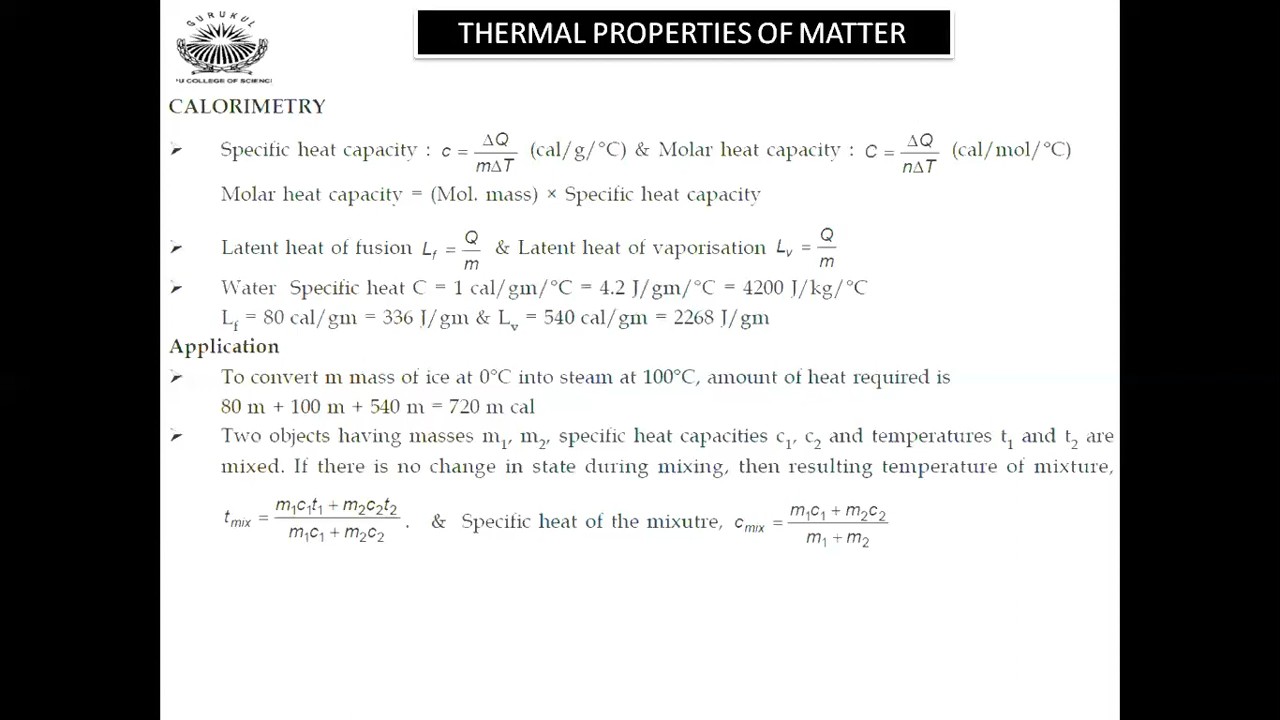 GURUKUL
'U COLLEGE OF SCIENC
THERMAL PROPERTIES OF MATTER
CALORIMETRY
➤ Specific heat capacity : c = ΔQ/mΔT (cal/g/°C) & Molar heat capacity : C = ΔQ/nΔT (cal/mol/°C)
Molar heat capacity = (Mol. mass) × Specific heat capacity
➤ Latent heat of fusion L_f = Q/m & Latent heat of vaporisation L_v = Q/m
➤ Water Specific heat C = 1 cal/gm/°C = 4.2 J/gm/°C = 4200 J/kg/°C
L_f = 80 cal/gm = 336 J/gm & L_v = 540 cal/gm = 2268 J/gm
Application
➤ To convert m mass of ice at 0°C into steam at 100°C, amount of heat required is
80 m + 100 m + 540 m = 720 m cal
➤ Two objects having masses m₁, m₂, specific heat capacities c₁, c₂ and temperatures t₁ and t₂ are
mixed. If there is no change in state during mixing, then resulting temperature of mixture,
t_mix = (m₁c₁t₁ + m₂c₂t₂)/(m₁c₁ + m₂c₂) . & Specific heat of the mixutre, c_mix = (m₁c₁ + m₂c₂)/(m₁ + m₂)